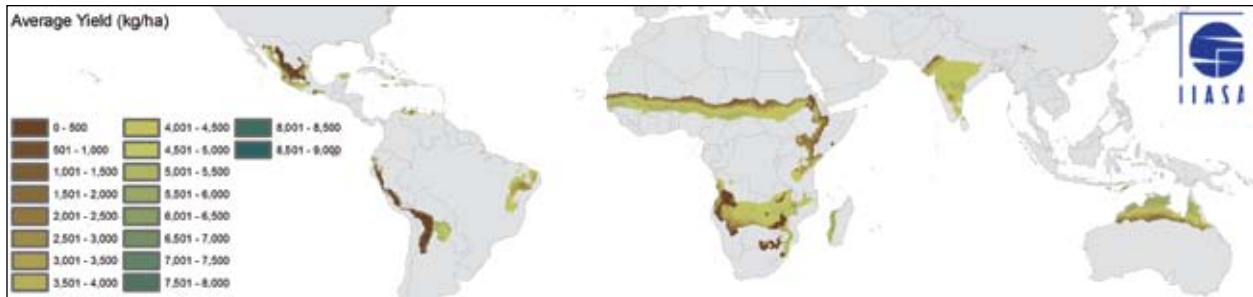 Average Yield (kg/ha)
0 - 500
501 - 1,000
1,001 - 1,500
1,501 - 2,000
2,001 - 2,500
2,501 - 3,000
3,001 - 3,500
3,501 - 4,000
4,001 - 4,500
4,501 - 5,000
5,001 - 5,500
5,501 - 6,000
6,001 - 6,500
6,501 - 7,000
7,001 - 7,500
7,501 - 8,000
8,001 - 8,500
8,501 - 9,000
IIASA